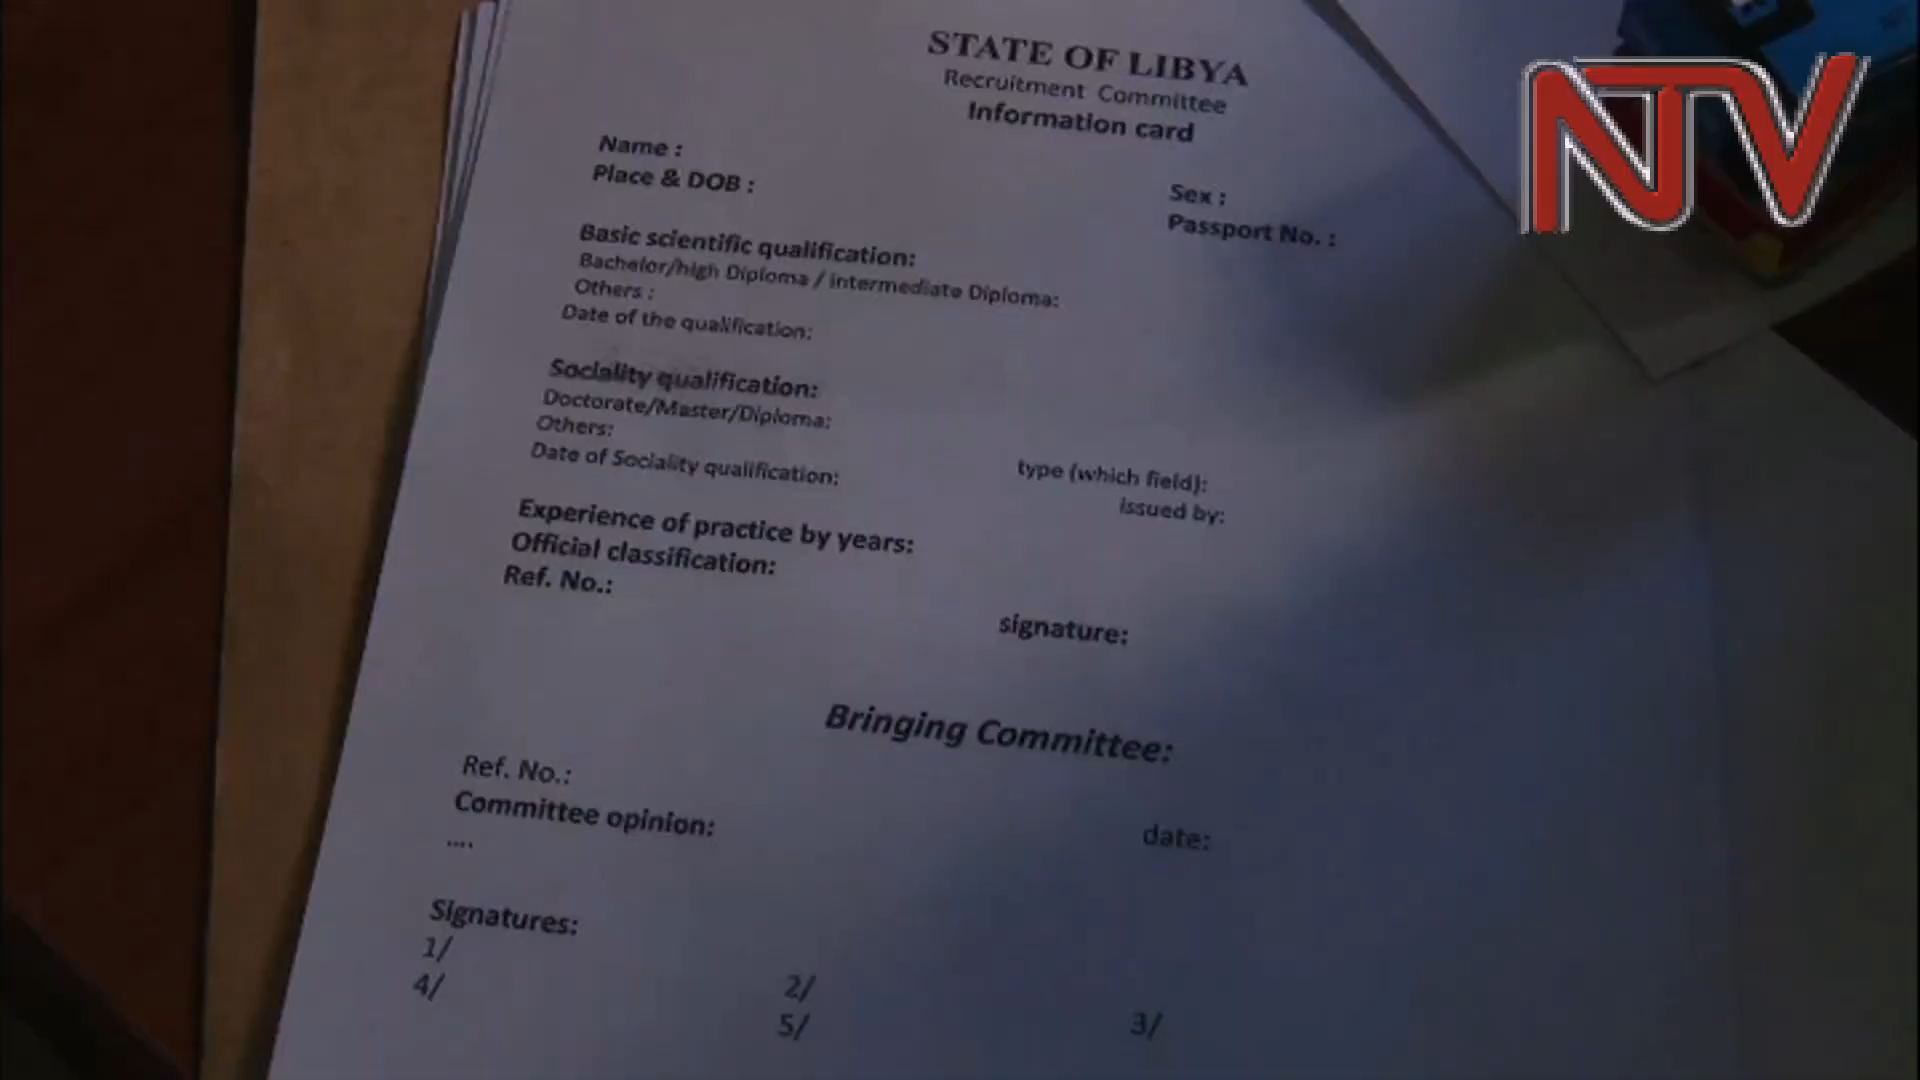 STATE OF LIBYA
Recruitment Committee
Information card
Name :
Place & DOB :
Sex :
Passport No. :
Basic scientific qualification:
Bachelor/high Diploma / intermediate Diploma:
Others :
Date of the qualification:
Sociality qualification:
Doctorate/Master/Diploma:
Others:
Date of Sociality qualification:
type (which field):
issued by:
Experience of practice by years:
Official classification:
Ref. No.:
signature:
Bringing Committee:
Ref. No.:
Committee opinion:
....
date:
Signatures:
1/
2/
3/
4/
5/
NTV